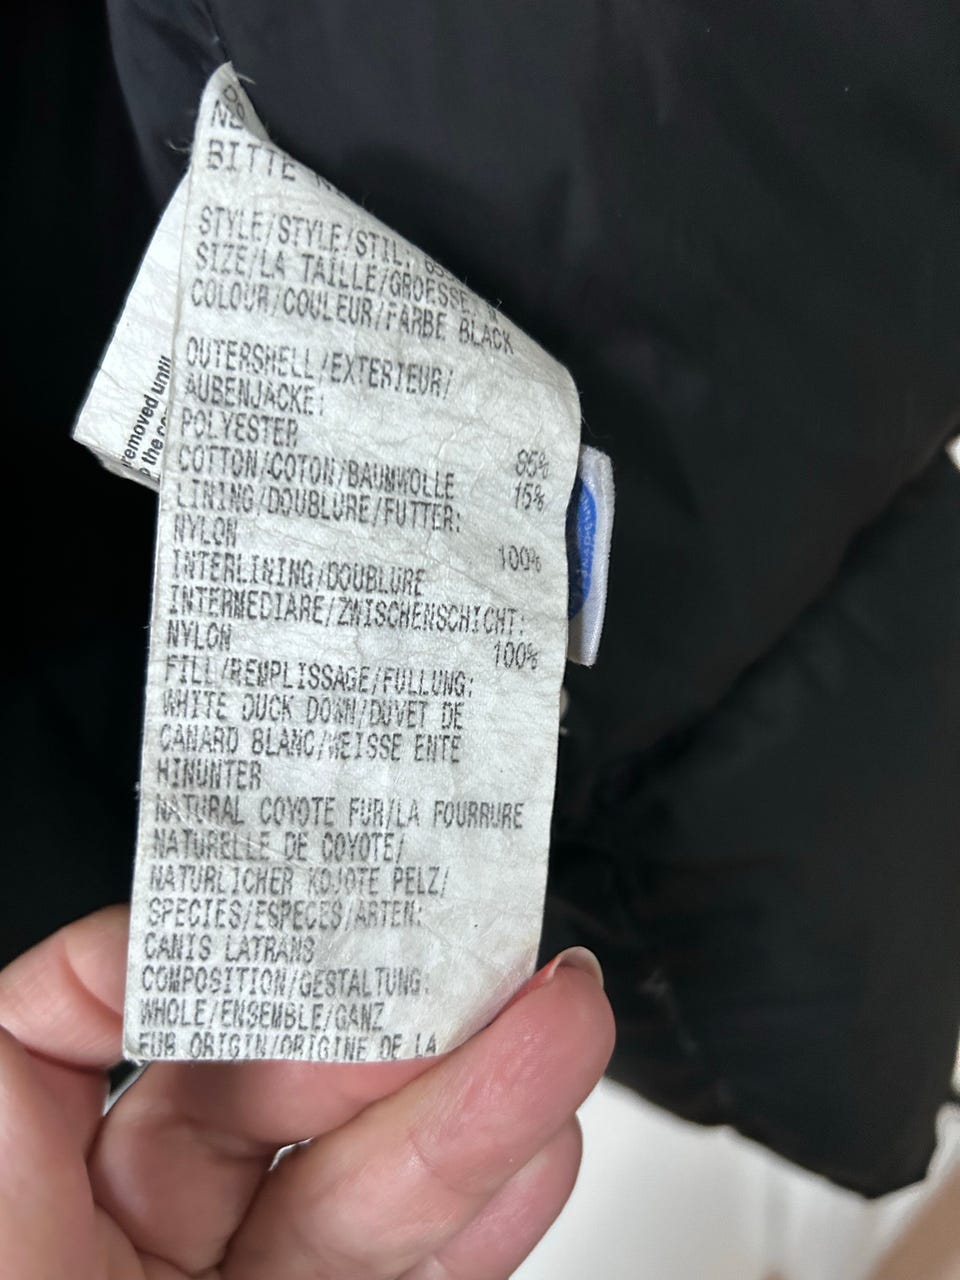 BITTE
STYLE/STYLE/STIL:
SIZE/LA TAILLE/GROESSE:
COLOUR/COULEUR/FARBE BLACK
OUTERSHELL/EXTERIEUR/
AUBENJACKE:
POLYESTER 85%
COTTON/COTON/BAUMWOLLE 15%
LINING/DOUBLURE/FUTTER:
NYLON 100%
INTERLINING/DOUBLURE
INTERMEDIARE/ZWISCHENSCHICHT:
NYLON 100%
FILL/REMPLISSAGE/FULLUNG:
WHITE DUCK DOWN/DUVET DE
CANARD BLANC/WEISSE ENTE
HINUNTER
NATURAL COYOTE FUR/LA FOURRURE
NATURELLE DE COYOTE/
NATURLICHER KOJOTE PELZ/
SPECIES/ESPECES/ARTEN:
CANIS LATRANS
COMPOSITION/GESTALTUNG:
WHOLE/ENSEMBLE/GANZ
FUR ORIGIN/ORIGINE DE LA
removed until
the